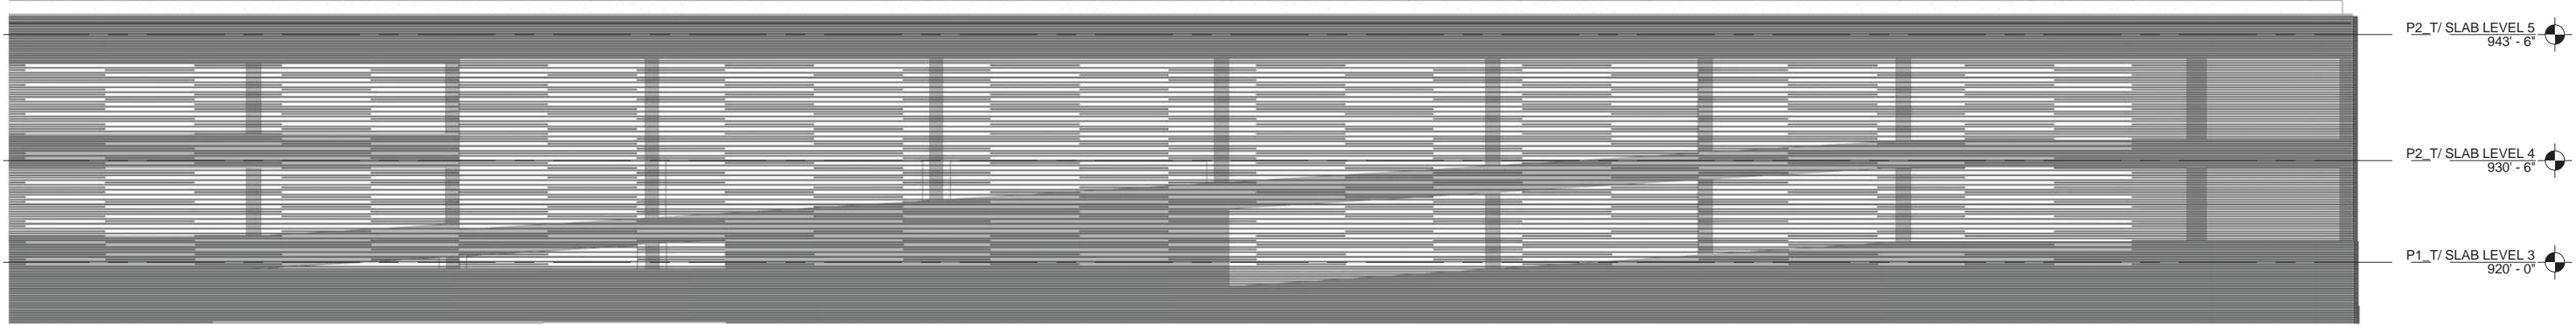 P2_T/ SLAB LEVEL 5
943' - 6"
P2_T/ SLAB LEVEL 4
930' - 6"
P1_T/ SLAB LEVEL 3
920' - 0"